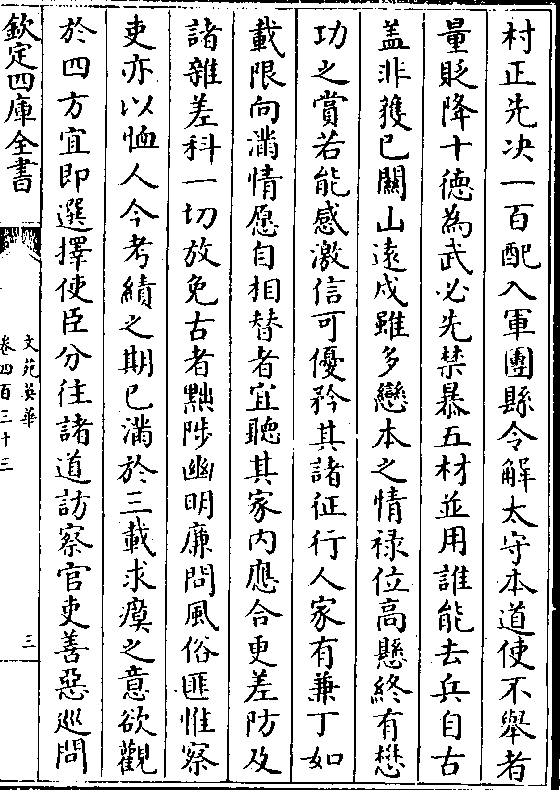 村正先决一百配入軍團縣令解太守本道使不舉者
量貶降十德為武必先禁暴五材並用誰能去兵自古
盖非獲已關山遠戍雖多戀本之情禄位高懸終有懋
功之賞若能感激信可優矜其諸征行人家有兼丁如
載限向滿情愿自相替者宜聽其家内應合更差防及
諸雜差科一切放免古者黜陟幽明廉問風俗匪惟察
吏亦以恤人今考績之期已滿於三載求瘼之意欲觀
於四方宜即選擇使臣分往諸道訪察官吏善惡巡問
欽定四庫全書
文苑英華
卷四百三十三
三